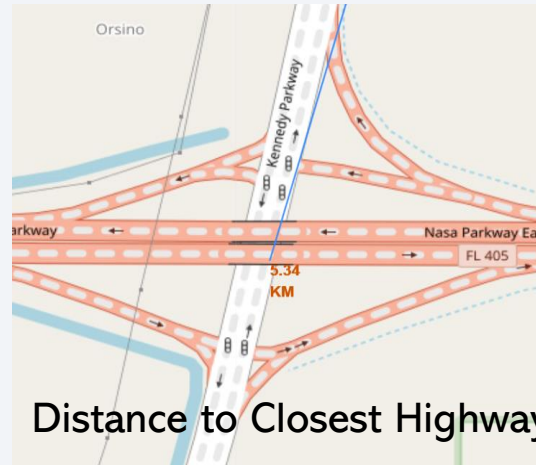 Orsino
Kennedy Parkway
arkway
Nasa Parkway Ea
FL 405
5.34
KM
Distance to Closest Highway